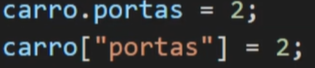 carro.portas = 2;
carro["portas"] = 2;